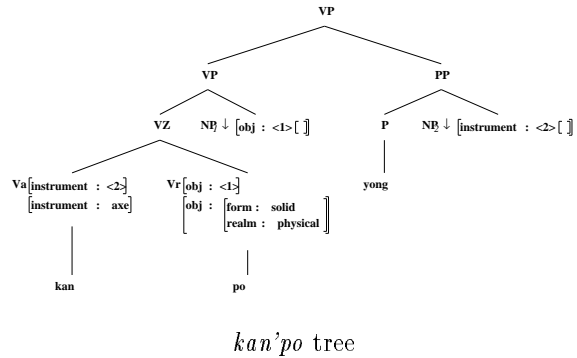 VP
VP PP
VZ NP1 ↓ [obj : <1>[ ]] P NP2 ↓ [instrument : <2>[ ]]
Va[instrument : <2>] Vr[obj : <1>] yong
[instrument : axe] [obj : [form : solid
realm : physical]]
kan po
kan'po tree